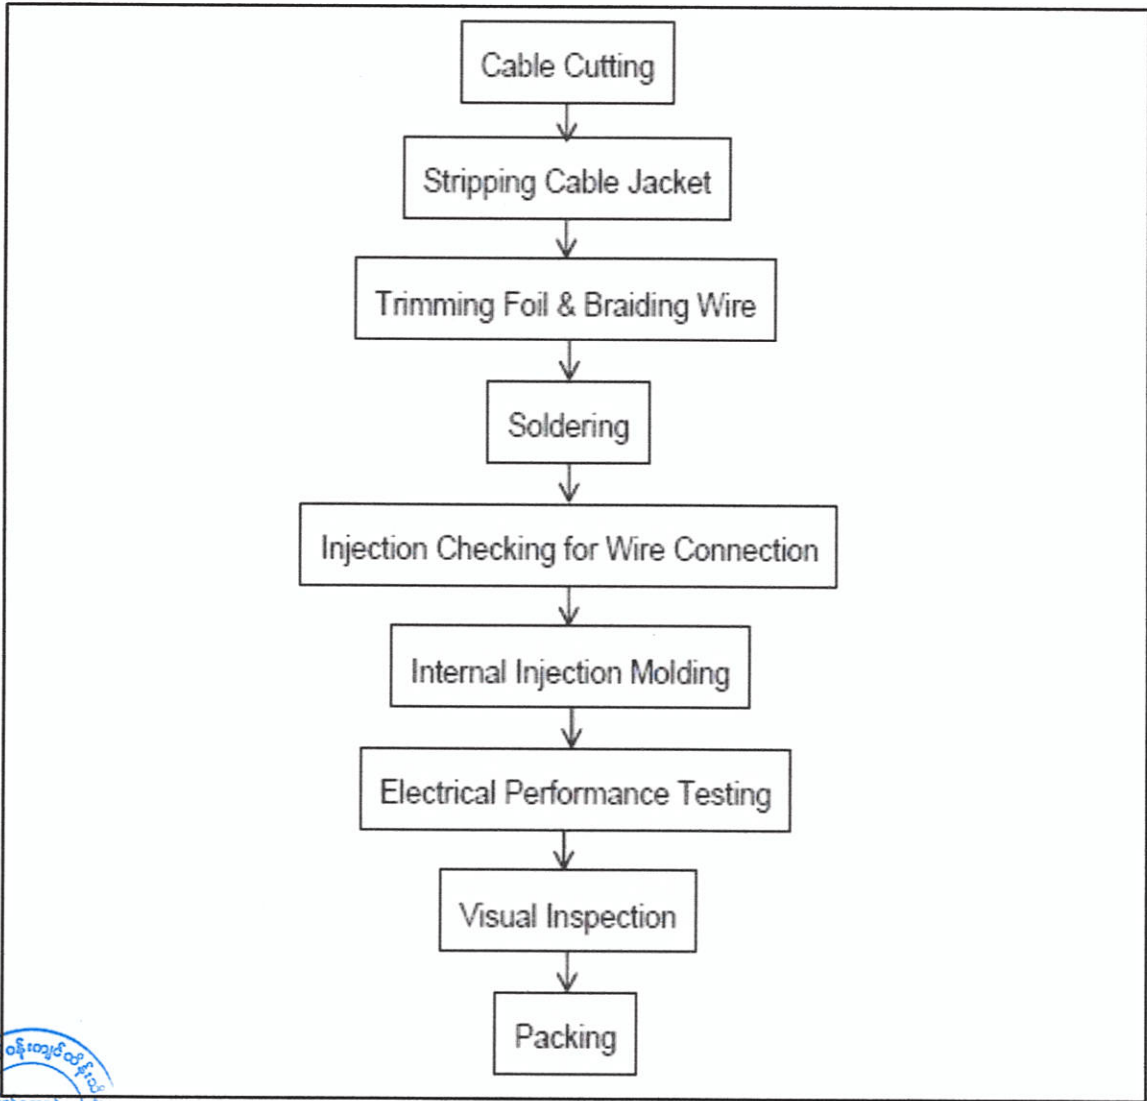 Cable Cutting
Stripping Cable Jacket
Trimming Foil & Braiding Wire
Soldering
Injection Checking for Wire Connection
Internal Injection Molding
Electrical Performance Testing
Visual Inspection
Packing